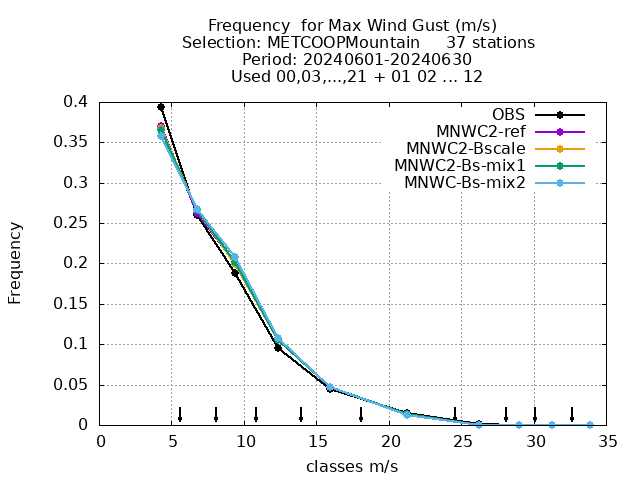 Frequency  for Max Wind Gust (m/s)
Selection: METCOOPMountain     37 stations
Period: 20240601-20240630
Used 00,03,...,21 + 01 02 ... 12
OBS
MNWC2-ref
MNWC2-Bscale
MNWC2-Bs-mix1
MNWC-Bs-mix2
Frequency
0.4
0.35
0.3
0.25
0.2
0.15
0.1
0.05
0
0 5 10 15 20 25 30 35
classes m/s